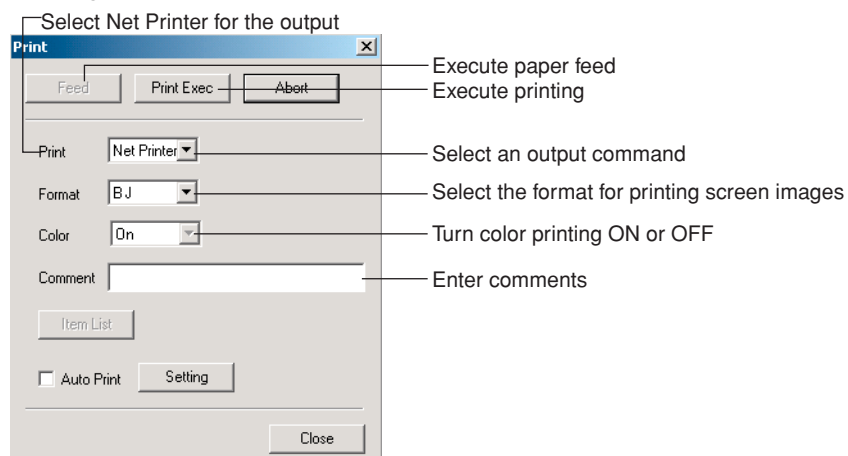 Select Net Printer for the output
Print
Feed Print Exec Abort
Execute paper feed
Execute printing
Print Net Printer
Select an output command
Format BJ
Select the format for printing screen images
Color On
Turn color printing ON or OFF
Comment
Enter comments
Item List
Auto Print Setting
Close